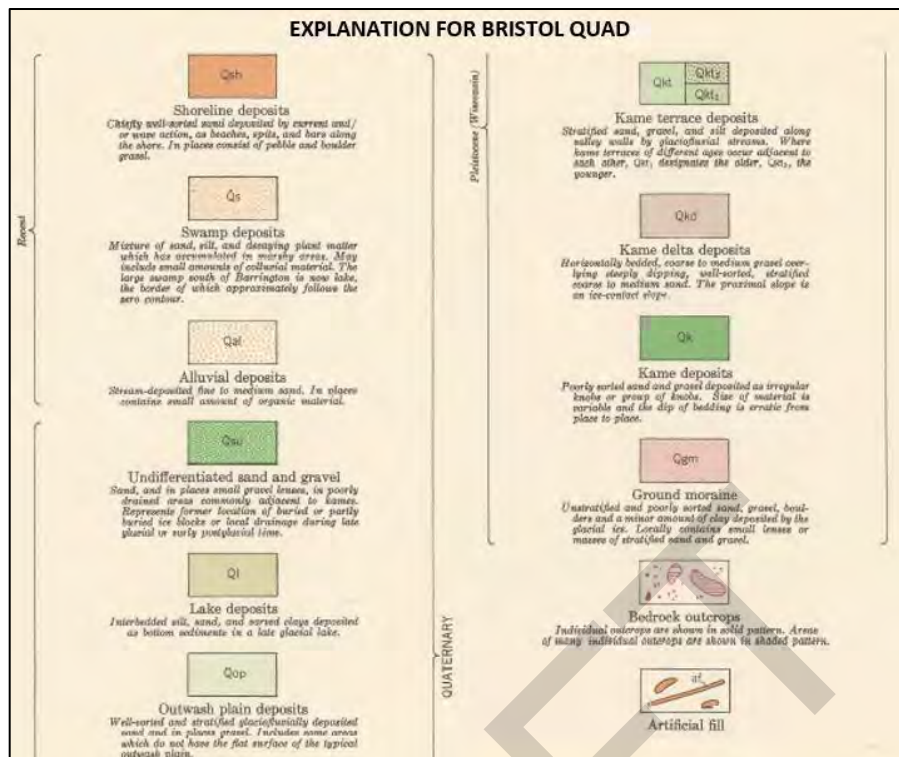 EXPLANATION FOR BRISTOL QUAD
Recent
Qsh
Shoreline deposits
Chiefly well-sorted sand deposited by current and/
or wave action, as beaches, spits, and bars along
the shore. In places consist of pebble and boulder
gravel.
Qs
Swamp deposits
Mixture of sand, silt, and decaying plant matter
which has accumulated in marshy areas. May
include small amounts of colluvial material. The
large swamp south of Barrington is now lake,
the border of which approximately follows the
zero contour.
Qal
Alluvial deposits
Stream-deposited fine to medium sand. In places
contains small amount of organic material.
Qsu
Undifferentiated sand and gravel
Sand, and in places small gravel lenses, in poorly
drained areas commonly adjacent to kames.
Represents former location of buried or partly
buried ice blocks or local drainage during late
glacial or early postglacial time.
Ql
Lake deposits
Interbedded silt, sand, and varved clays deposited
as bottom sediments in a late glacial lake.
Qop
Outwash plain deposits
Well-sorted and stratified glaciofluvially deposited
sand and in places gravel. Includes some areas
which do not have the flat surface of the typical
outwash plain.
QUATERNARY
Pleistocene (Wisconsin)
Qkt
Qkt₂
Qkt₁
Kame terrace deposits
Stratified sand, gravel, and silt deposited along
valley walls by glaciofluvial streams. Where
kame terraces of different ages occur adjacent to
each other, designates the older, the
younger.
Qkd
Kame delta deposits
Horizontally bedded, coarse to medium gravel over-
lying steeply dipping, well-sorted, stratified
coarse to medium sand. The proximal slope is
an ice-contact slope.
Qk
Kame deposits
Poorly sorted sand and gravel deposited as irregular
knobs or group of knobs. Size of material is
variable and the dip of bedding is erratic from
place to place.
Qgm
Ground moraine
Unstratified and poorly sorted sand, gravel, boul-
ders and a minor amount of clay deposited by the
glacial ice. Locally contains small lenses or
masses of stratified sand and gravel.
Bedrock outcrops
Individual outcrops are shown in solid pattern. Areas
of many individual outcrops are shown in shaded pattern.
af
Artificial fill